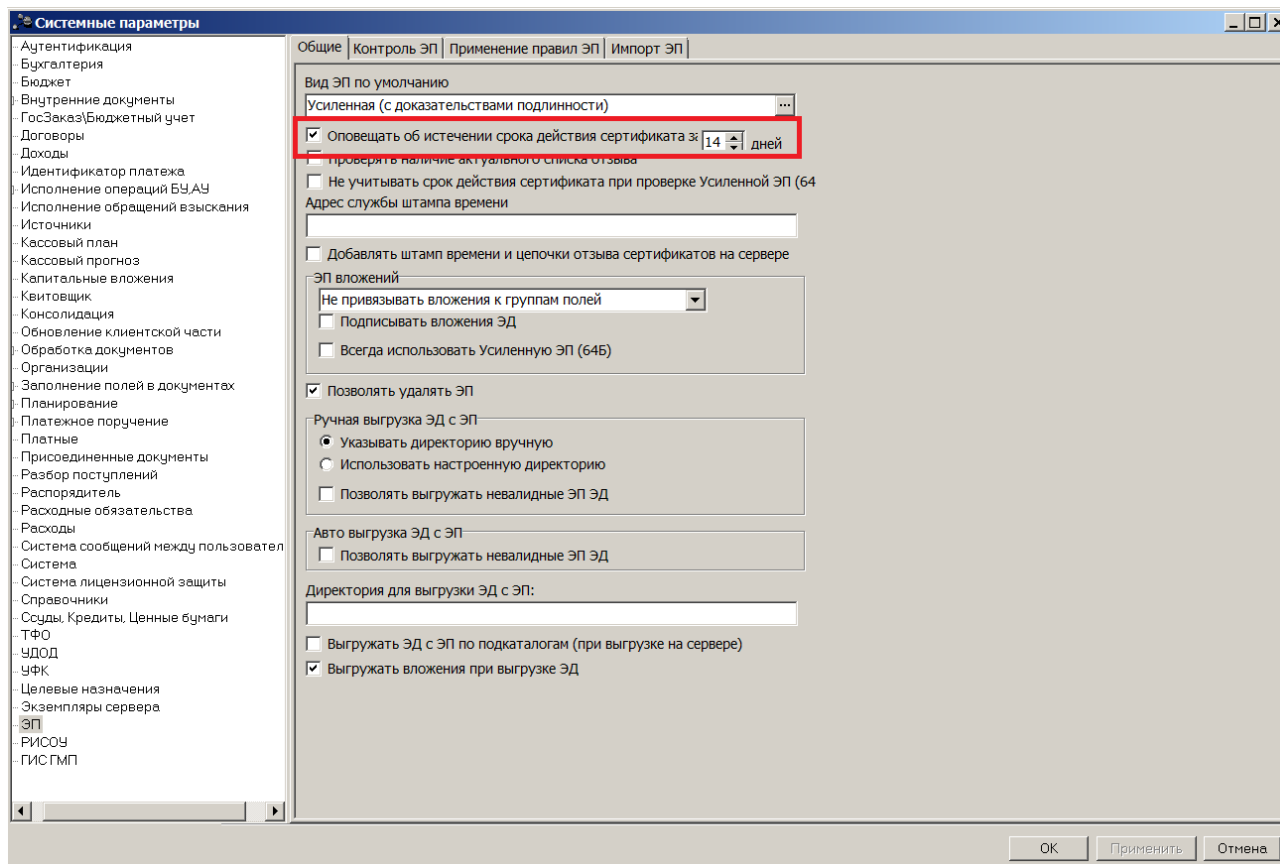 Системные параметры
Аутентификация
Бухгалтерия
Бюджет
Внутренние документы
ГосЗаказ\Бюджетный учет
Договоры
Доходы
Идентификатор платежа
Исполнение операций БУ,АУ
Исполнение обращений взыскания
Источники
Кассовый план
Кассовый прогноз
Капитальные вложения
Квитовщик
Консолидация
Обновление клиентской части
Обработка документов
Организации
Заполнение полей в документах
Планирование
Платежное поручение
Платные
Присоединенные документы
Разбор поступлений
Распорядитель
Расходные обязательства
Расходы
Система сообщений между пользовател
Система
Система лицензионной защиты
Справочники
Ссуды, Кредиты, Ценные бумаги
ТФО
УДОД
УФК
Целевые назначения
Экземпляры сервера
ЭП
РИСОУ
ГИС ГМП
Общие Контроль ЭП Применение правил ЭП Импорт ЭП
Вид ЭП по умолчанию
Усиленная (с доказательствами подлинности) ...
Оповещать об истечении срока действия сертификата за 14 дней
Проверять наличие актуального списка отзыва
Не учитывать срок действия сертификата при проверке Усиленной ЭП (64
Адрес службы штампа времени
Добавлять штамп времени и цепочки отзыва сертификатов на сервере
ЭП вложений
Не привязывать вложения к группам полей
Подписывать вложения ЭД
Всегда использовать Усиленную ЭП (64Б)
Позволять удалять ЭП
Ручная выгрузка ЭД с ЭП
Указывать директорию вручную
Использовать настроенную директорию
Позволять выгружать невалидные ЭП ЭД
Авто выгрузка ЭД с ЭП
Позволять выгружать невалидные ЭП ЭД
Директория для выгрузки ЭД с ЭП:
Выгружать ЭД с ЭП по подкаталогам (при выгрузке на сервере)
Выгружать вложения при выгрузке ЭД
OK Применить Отмена